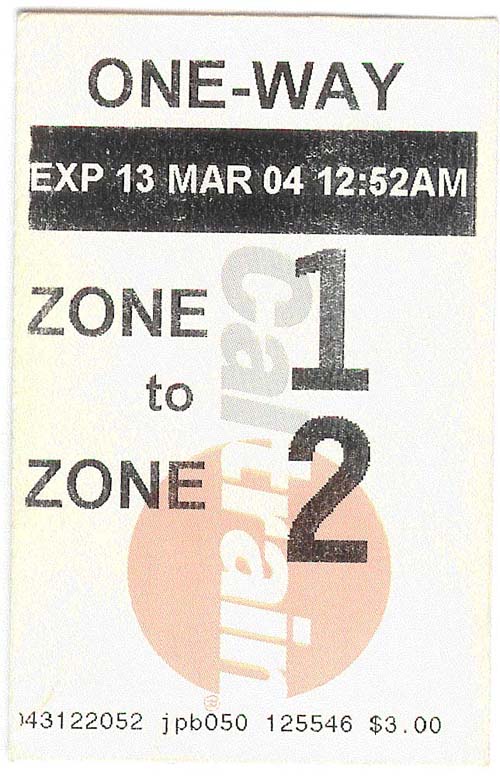 ONE-WAY
EXP 13 MAR 04 12:52AM
ZONE 1
to
ZONE 2
Caltrain®
043122052 jpb050 125546 $3.00